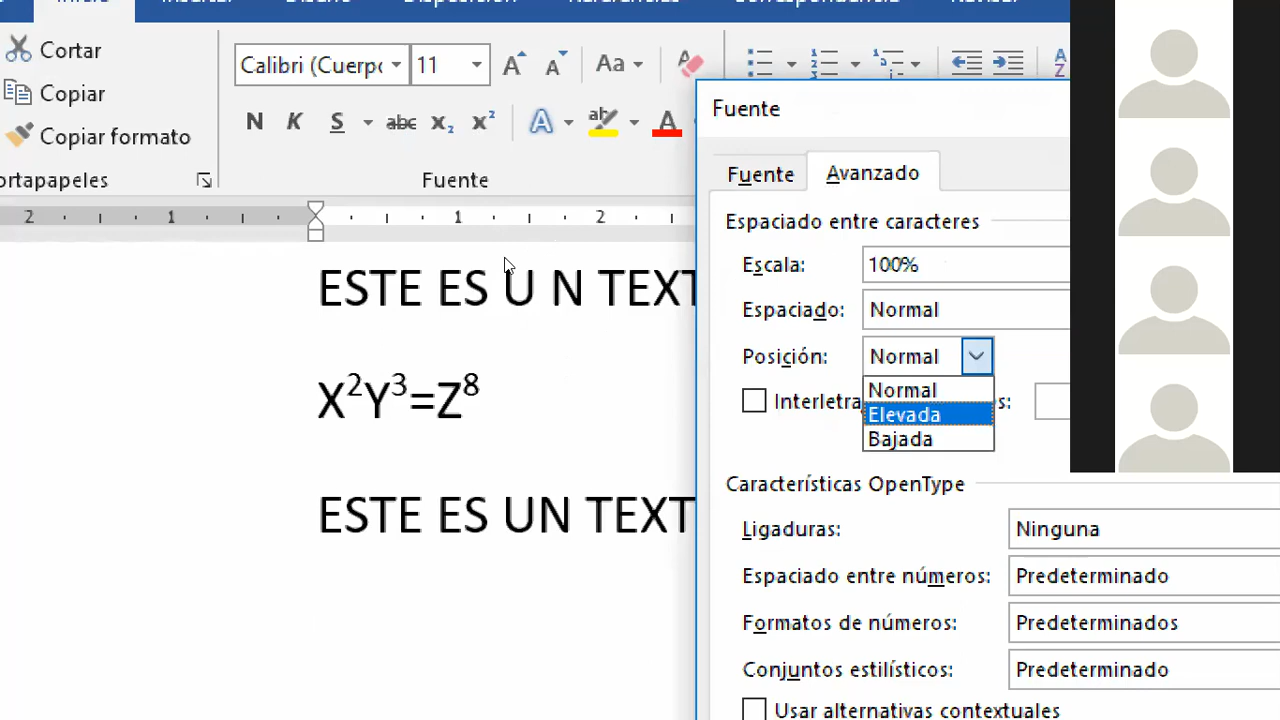 Cortar
Copiar
Copiar formato
Calibri (Cuerpo 11
Aa
N K S abc X₂ X² A aby A
Fuente
2 1 1 2
ESTE ES U N TEXT
X²Y³=Z⁸
ESTE ES UN TEXT
Fuente
Fuente Avanzado
Espaciado entre caracteres
Escala: 100%
Espaciado: Normal
Posición: Normal
Normal
Elevada
Bajada
Interletra s:
Características OpenType
Ligaduras: Ninguna
Espaciado entre números: Predeterminado
Formatos de números: Predeterminados
Conjuntos estilísticos: Predeterminado
Usar alternativas contextuales